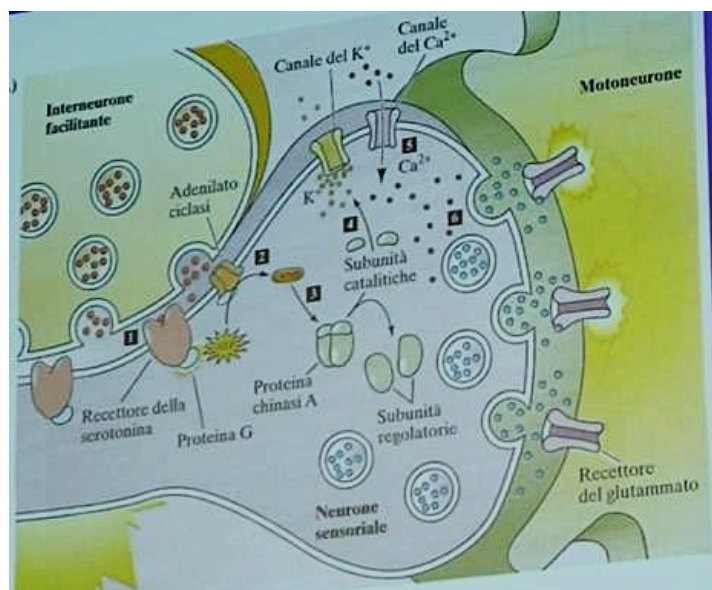 Interneurone
facilitante
Canale del K⁺
Canale
del Ca²⁺
Motoneurone
Adenilato
ciclasi
K⁺
5
Ca²⁺
4
6
2
Subunità
catalitiche
3
1
Recettore della
serotonina
Proteina G
Proteina
chinasi A
Subunità
regolatorie
Neurone
sensoriale
Recettore
del glutammato